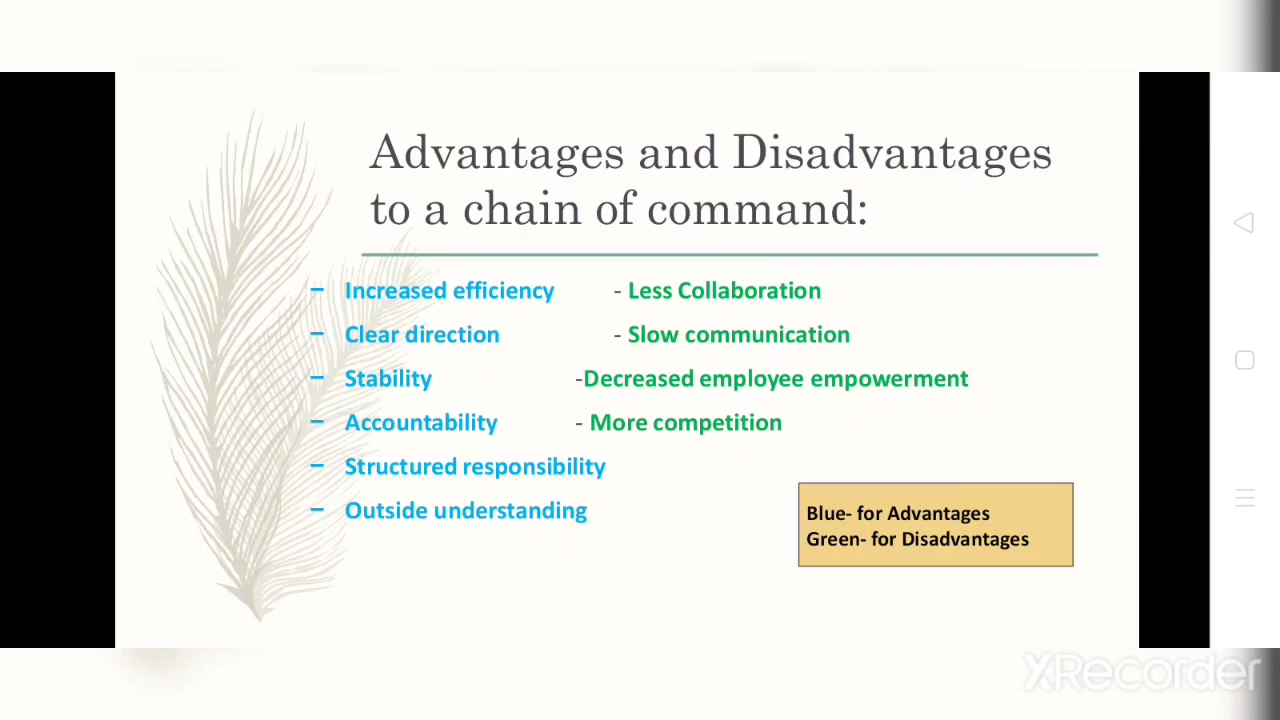 Advantages and Disadvantages
to a chain of command:
– Increased efficiency - Less Collaboration
– Clear direction - Slow communication
– Stability -Decreased employee empowerment
– Accountability - More competition
– Structured responsibility
– Outside understanding
Blue- for Advantages
Green- for Disadvantages
XRecorder